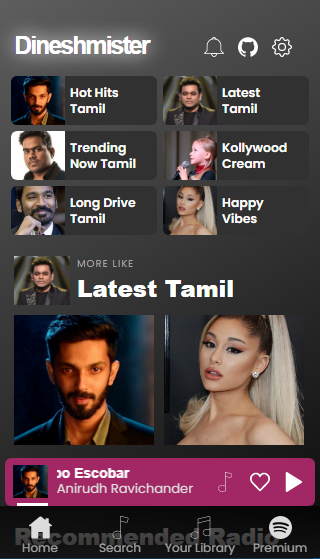 Dineshmister
Hot Hits
Tamil
Latest
Tamil
Trending
Now Tamil
Kollywood
Cream
Long Drive
Tamil
Happy
Vibes
MORE LIKE
Latest Tamil
Escobar
Anirudh Ravichander
Recommended Radio
Home
Search
Your Library
Premium